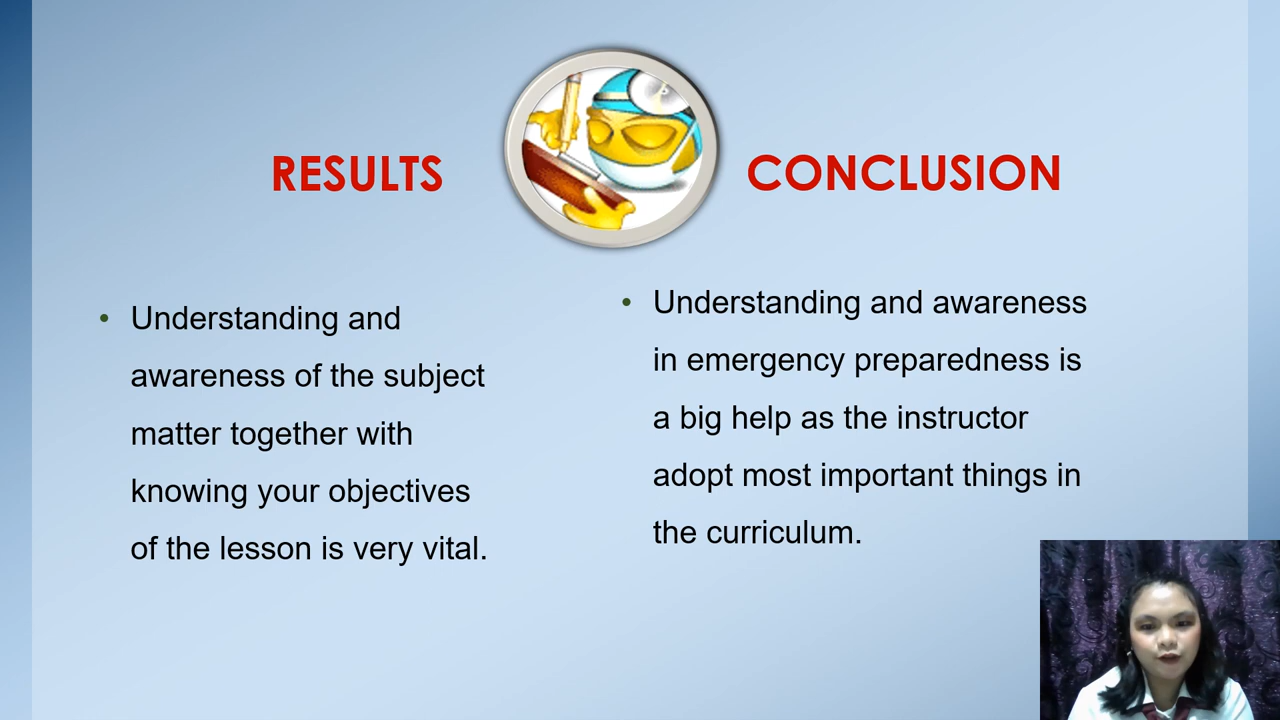 RESULTS
CONCLUSION
• Understanding and
awareness of the subject
matter together with
knowing your objectives
of the lesson is very vital.
• Understanding and awareness
in emergency preparedness is
a big help as the instructor
adopt most important things in
the curriculum.